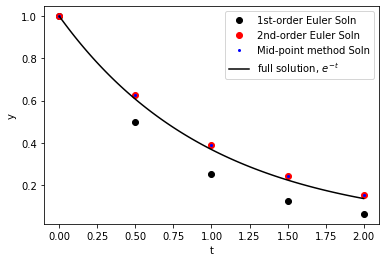 1st-order Euler Soln
2nd-order Euler Soln
Mid-point method Soln
full solution, e^{-t}
1.0
0.8
0.6
0.4
0.2
y
0.00 0.25 0.50 0.75 1.00 1.25 1.50 1.75 2.00
t